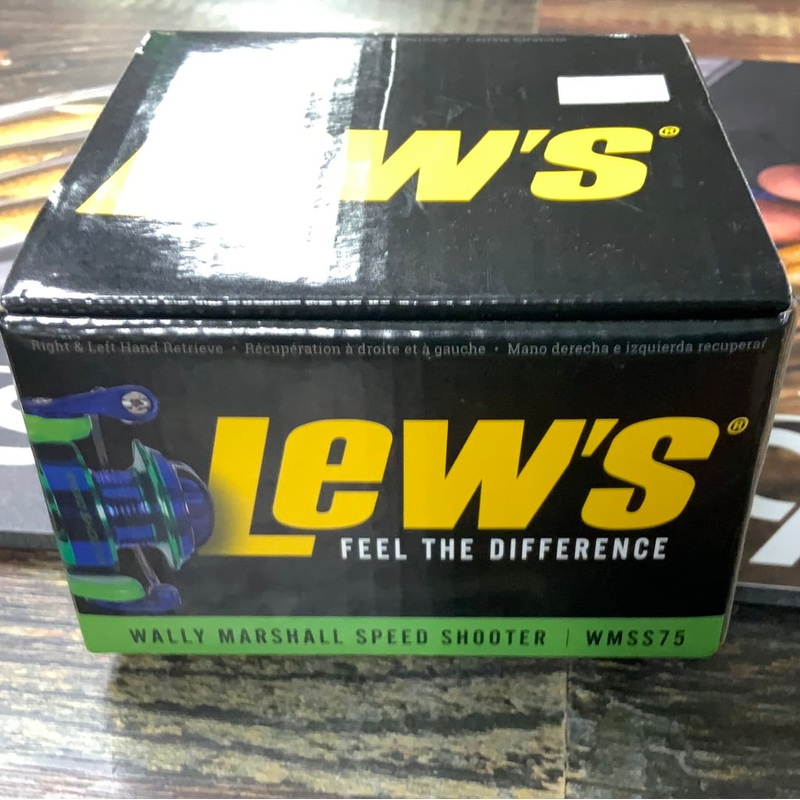 Lew's®
Right & Left Hand Retrieve • Récupération à droite et à gauche • Mano derecha e izquierda recuperar
Lew's®
FEEL THE DIFFERENCE
WALLY MARSHALL SPEED SHOOTER | WMSS75